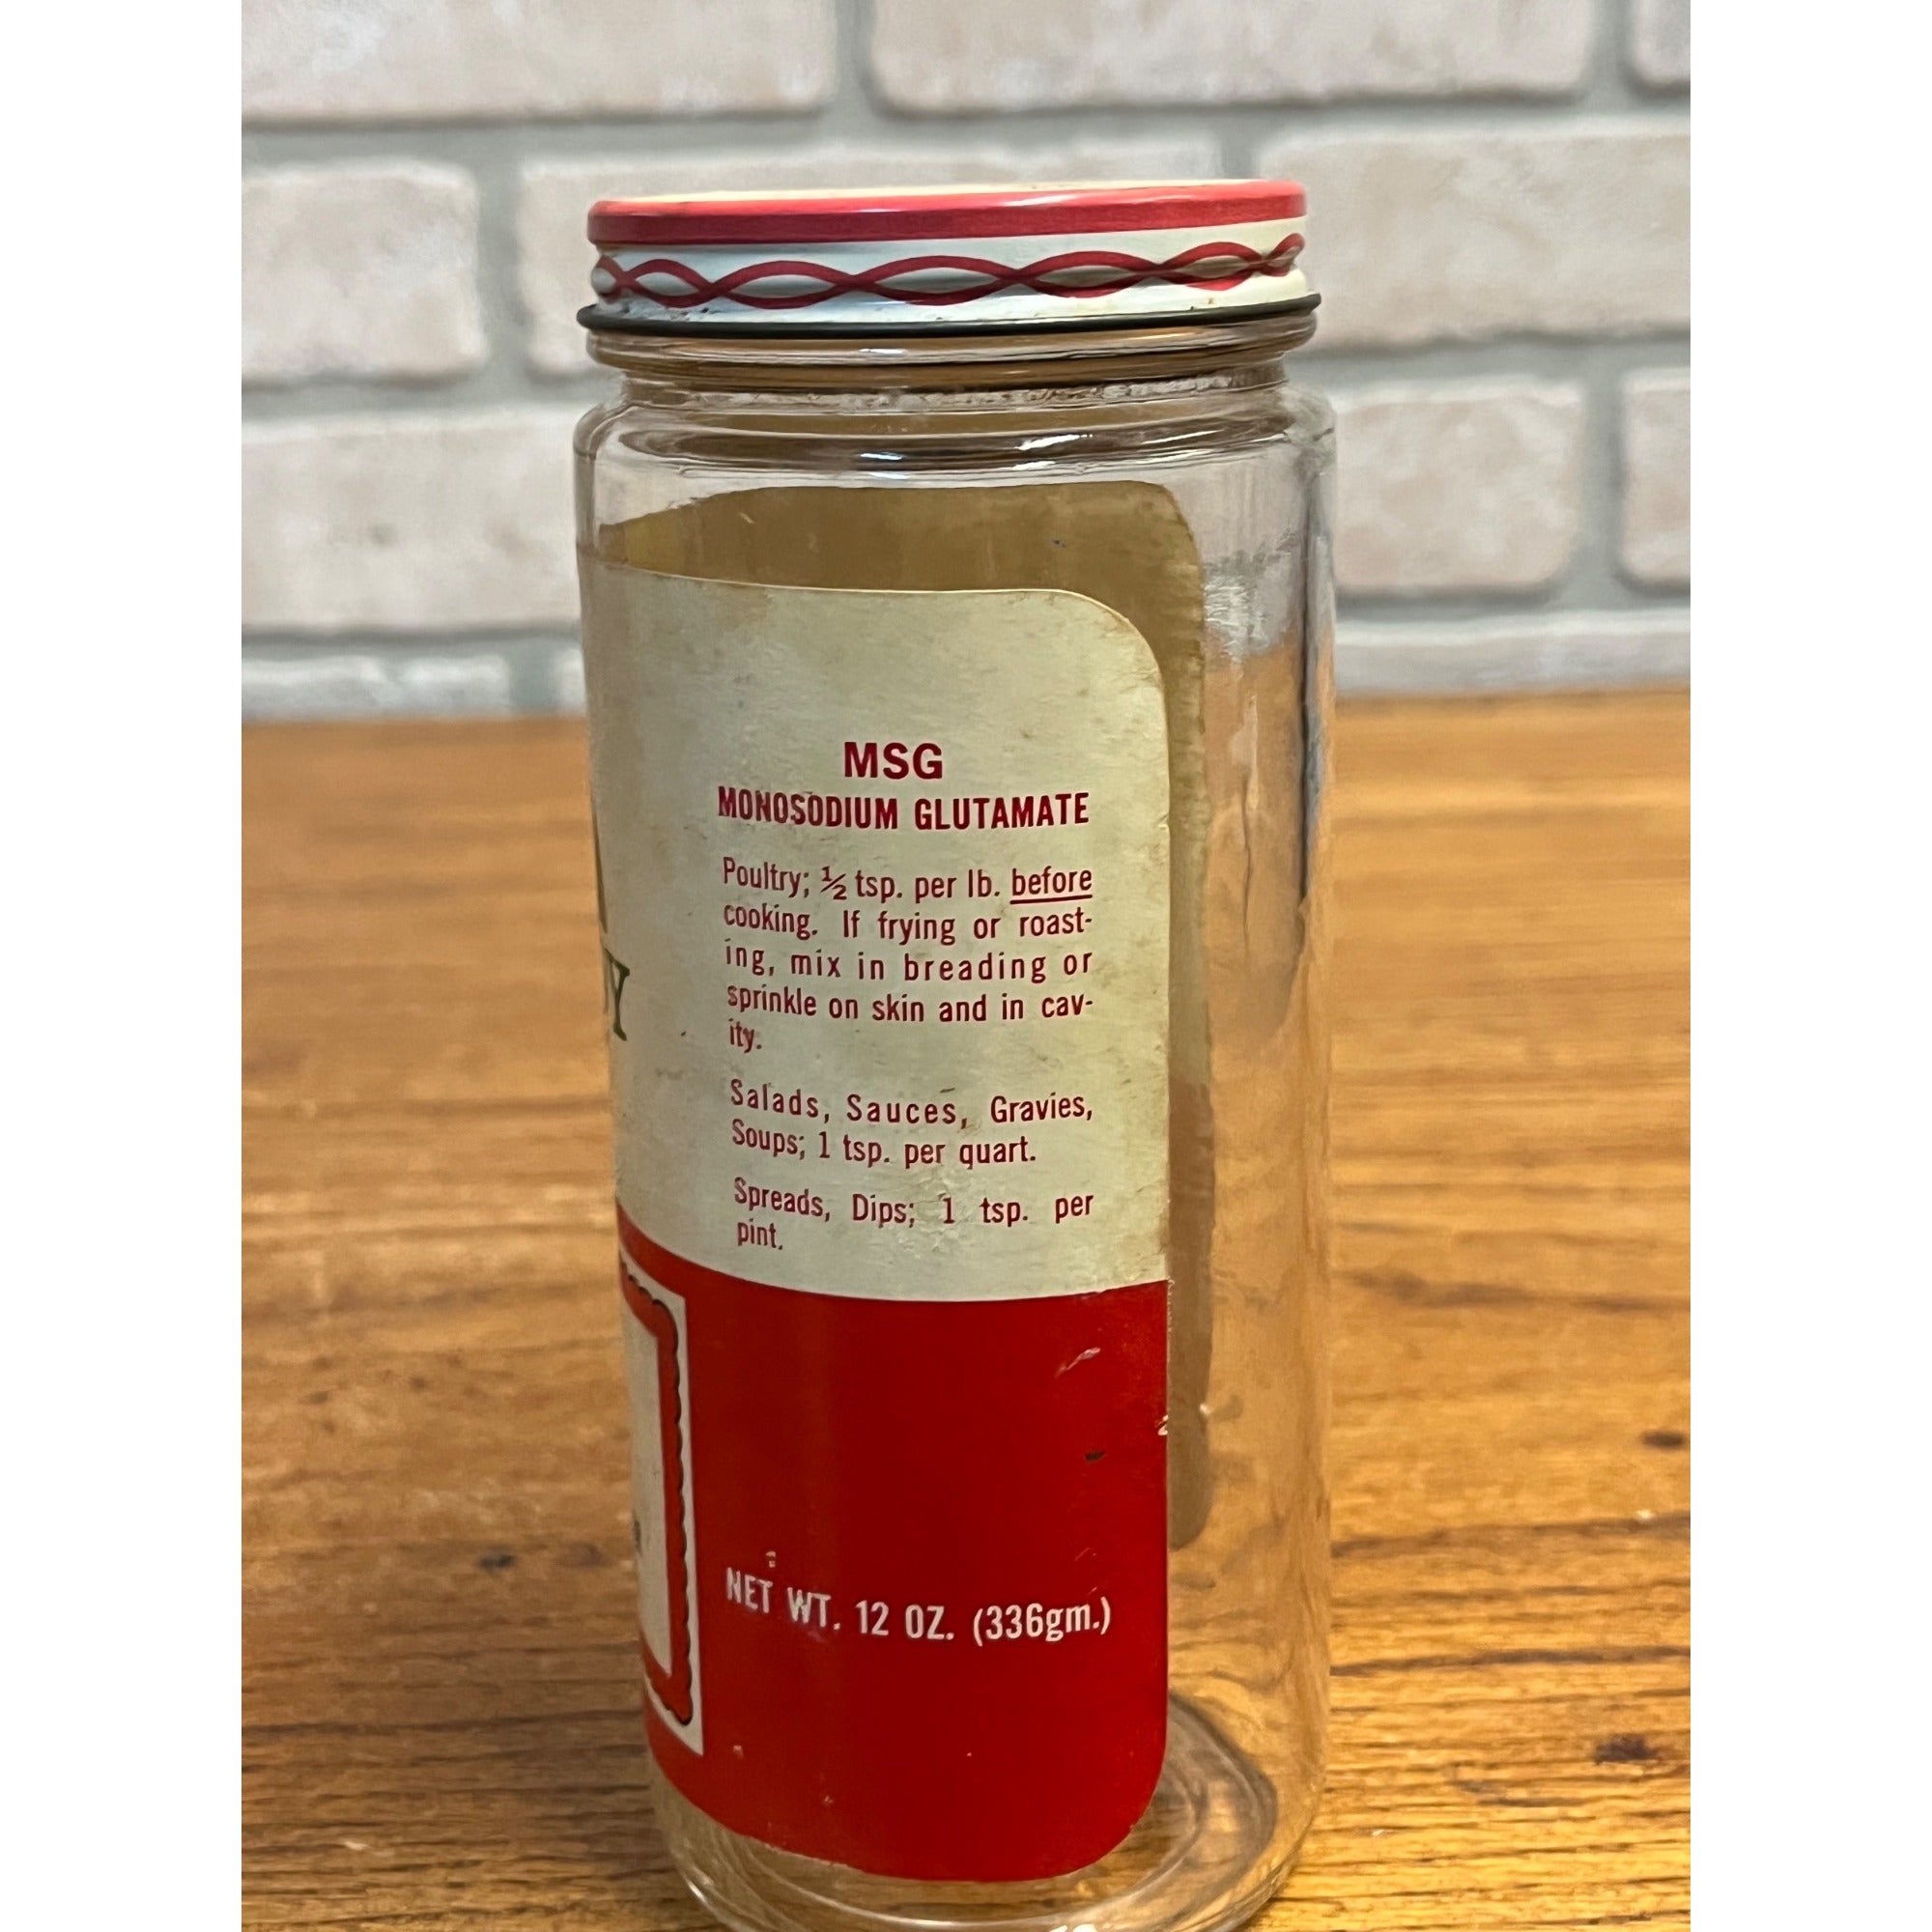 MSG
MONOSODIUM GLUTAMATE
Poultry; ½ tsp. per lb. before
cooking. If frying or roast-
ing, mix in breading or
sprinkle on skin and in cav-
ity.
Salads, Sauces, Gravies,
Soups; 1 tsp. per quart.
Spreads, Dips; 1 tsp. per
pint.
NET WT. 12 OZ. (336gm.)